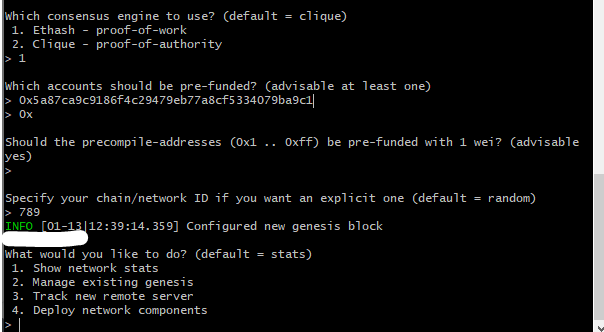 Which consensus engine to use? (default = clique)
1. Ethash - proof-of-work
2. Clique - proof-of-authority
> 1
Which accounts should be pre-funded? (advisable at least one)
> 0x5a87ca9c9186f4c29479eb77a8cf5334079ba9c1
> 0x
Should the precompile-addresses (0x1 .. 0xff) be pre-funded with 1 wei? (advisable
yes)
>
Specify your chain/network ID if you want an explicit one (default = random)
> 789
INFO [01-13|12:39:14.359] Configured new genesis block
What would you like to do? (default = stats)
1. Show network stats
2. Manage existing genesis
3. Track new remote server
4. Deploy network components
>